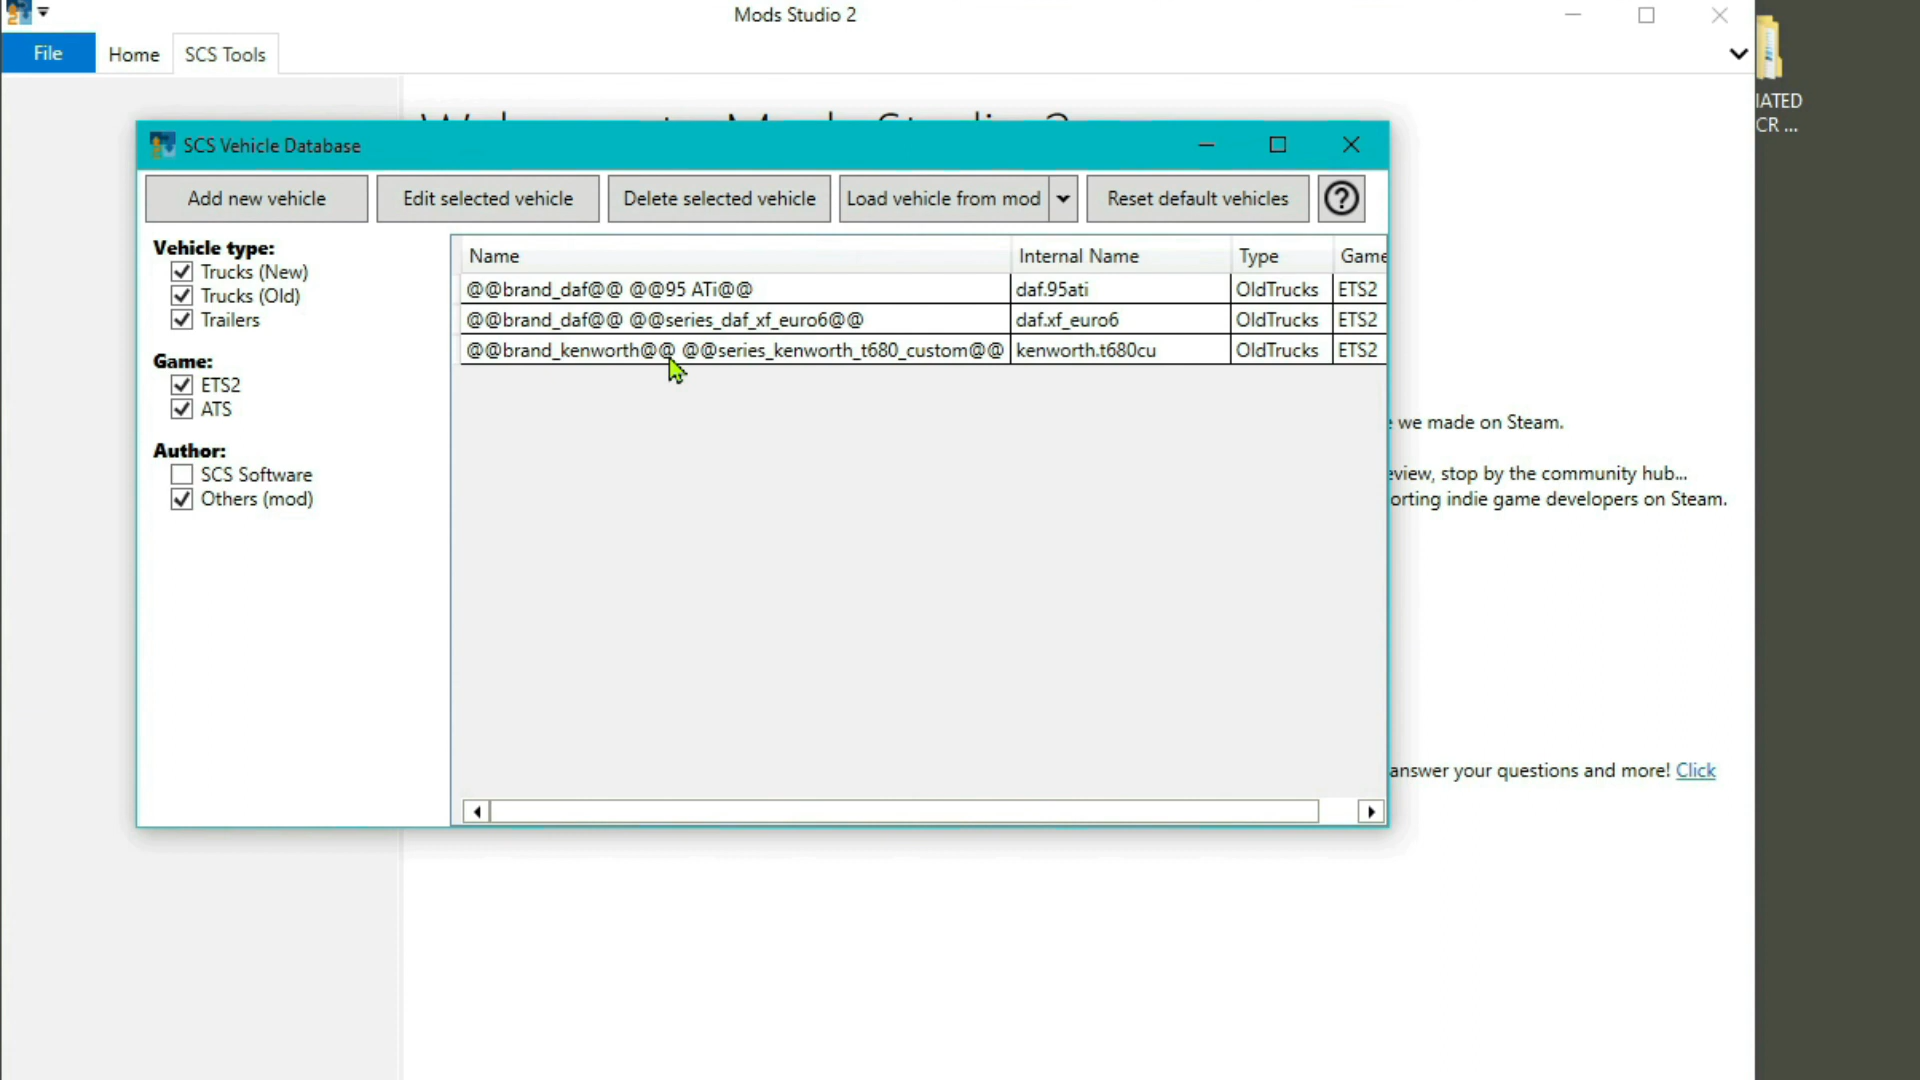 Mods Studio 2
File Home SCS Tools
IATED
CR ...
SCS Vehicle Database
Add new vehicle Edit selected vehicle Delete selected vehicle Load vehicle from mod Reset default vehicles ?
Vehicle type:
Trucks (New)
Trucks (Old)
Trailers
Game:
ETS2
ATS
Author:
SCS Software
Others (mod)
Name Internal Name Type Game
@@brand_daf@@ @@95 ATi@@ daf.95ati OldTrucks ETS2
@@brand_daf@@ @@series_daf_xf_euro6@@ daf.xf_euro6 OldTrucks ETS2
@@brand_kenworth@@ @@series_kenworth_t680_custom@@ kenworth.t680cu OldTrucks ETS2
we made on Steam.
eview, stop by the community hub...
orting indie game developers on Steam.
answer your questions and more! Click